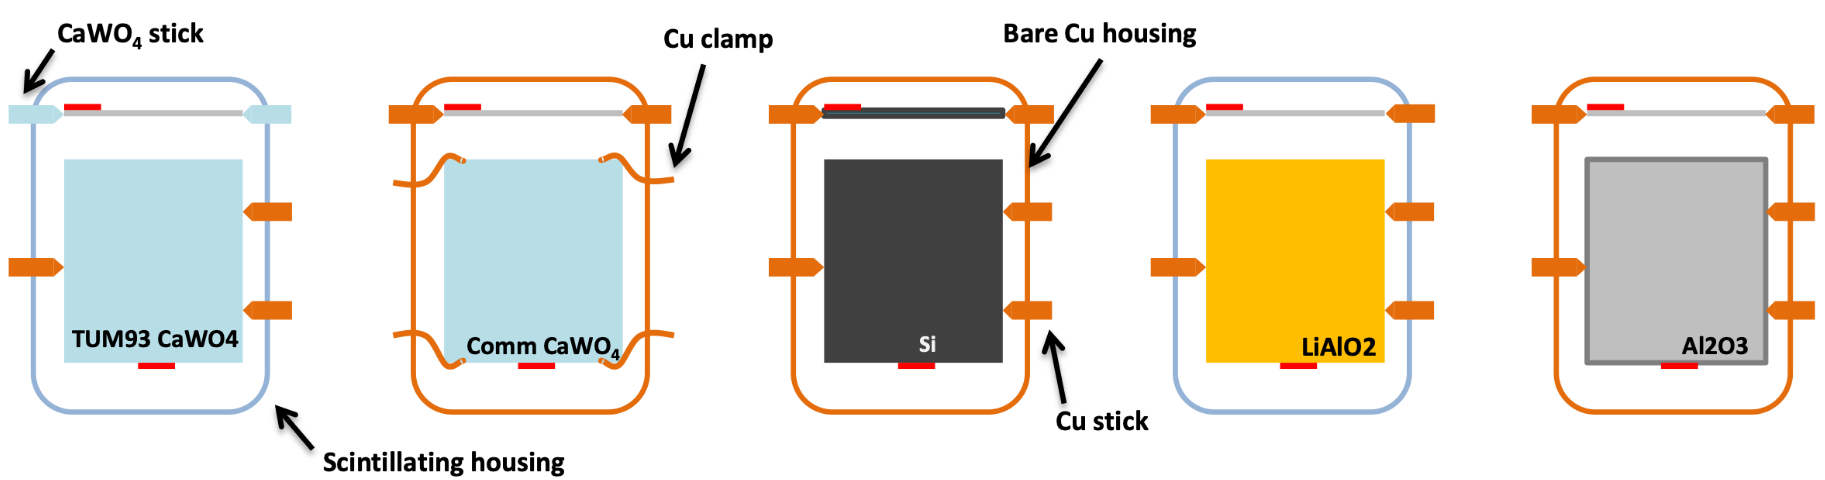 CaWO₄ stick
Cu clamp
Bare Cu housing
TUM93 CaWO4
Comm CaWO₄
Si
LiAlO2
Al2O3
Cu stick
Scintillating housing